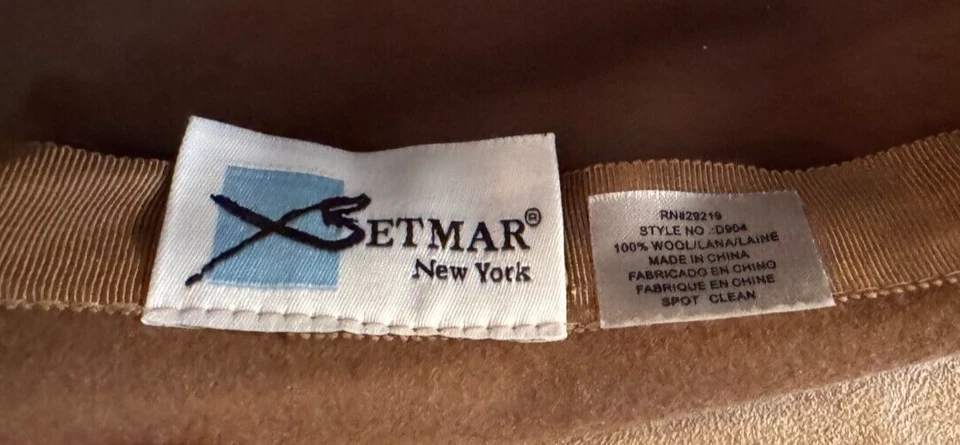 XSETMAR®
New York
RN#29219
STYLE NO.:D904
100% WOOL/LANA/LAINE
MADE IN CHINA
FABRICADO EN CHINO
FABRIQUE EN CHINE
SPOT CLEAN